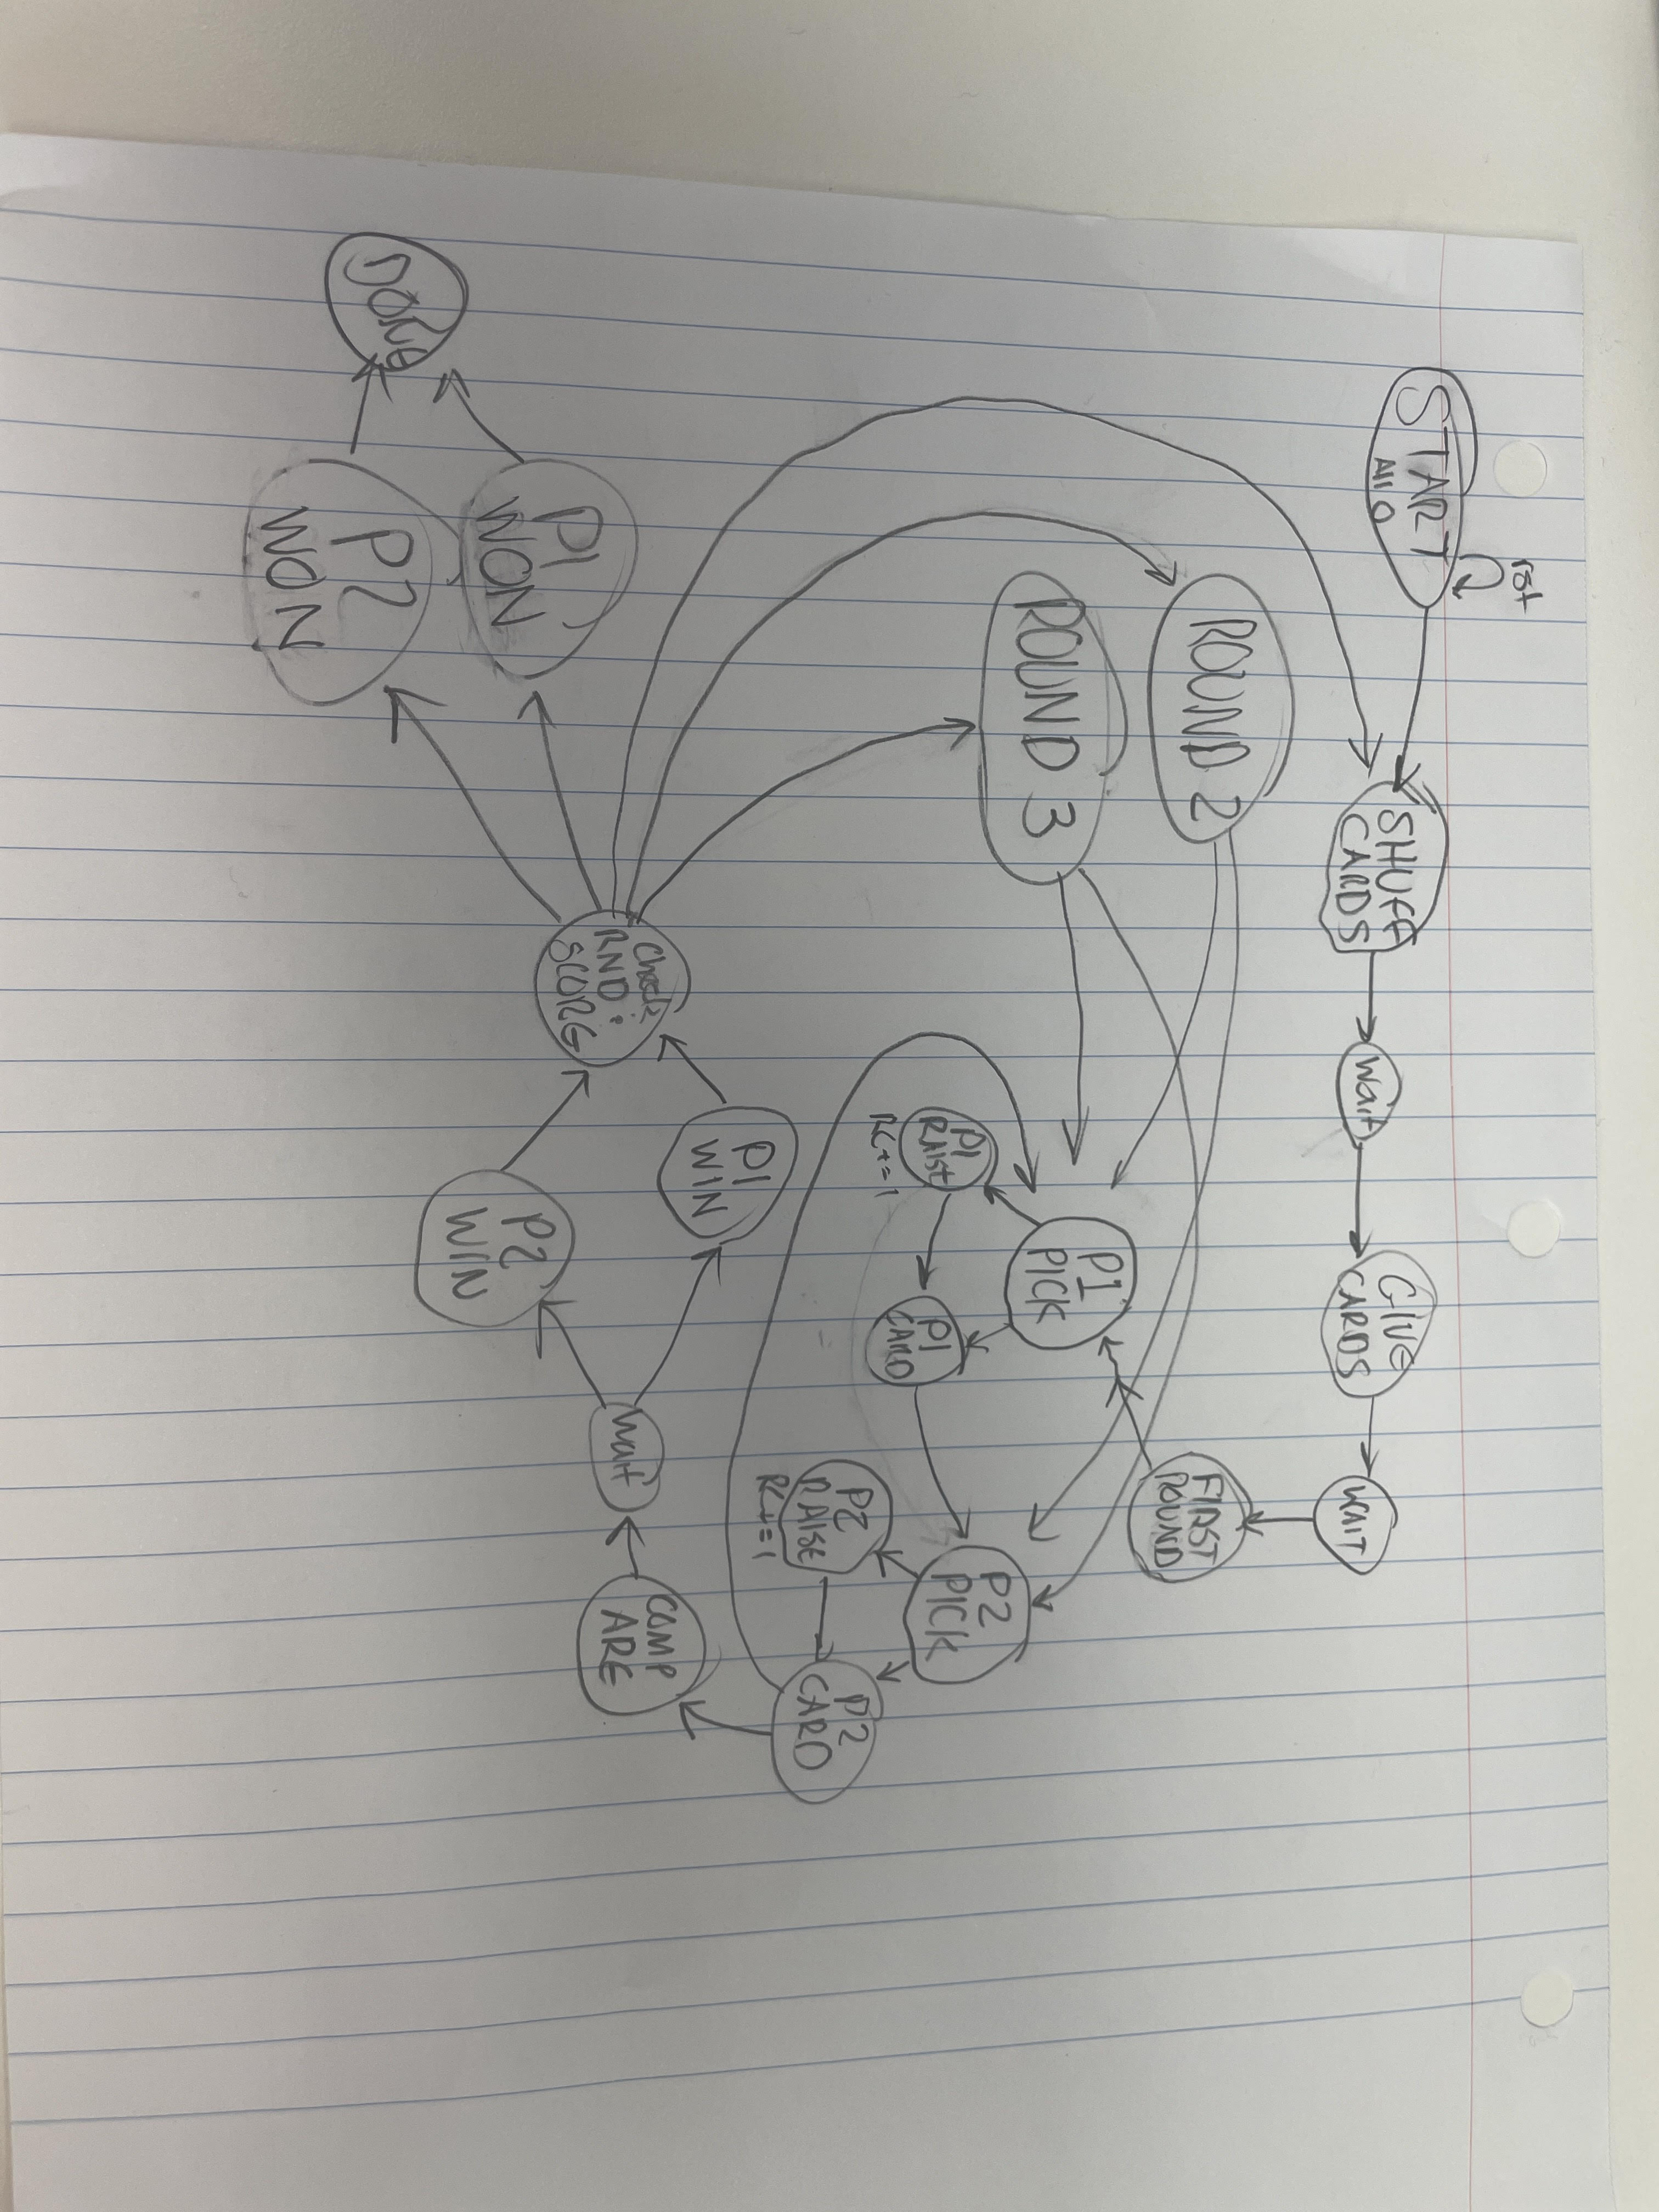 rst
START
All 0
SHUFF
CARDS
Wait
GIVE
CARDS
WAIT
FIRST
ROUND
ROUND 2
ROUND 3
P1
PICK
P1
RAISE
RC+=1
P1
CARD
P2
PICK
P2
RAISE
RC+=1
P2
CARD
COMP
ARE
Wait
P1
WIN
P2
WIN
Check
RND:
SCORE
P1
WON
P2
WON
DONE